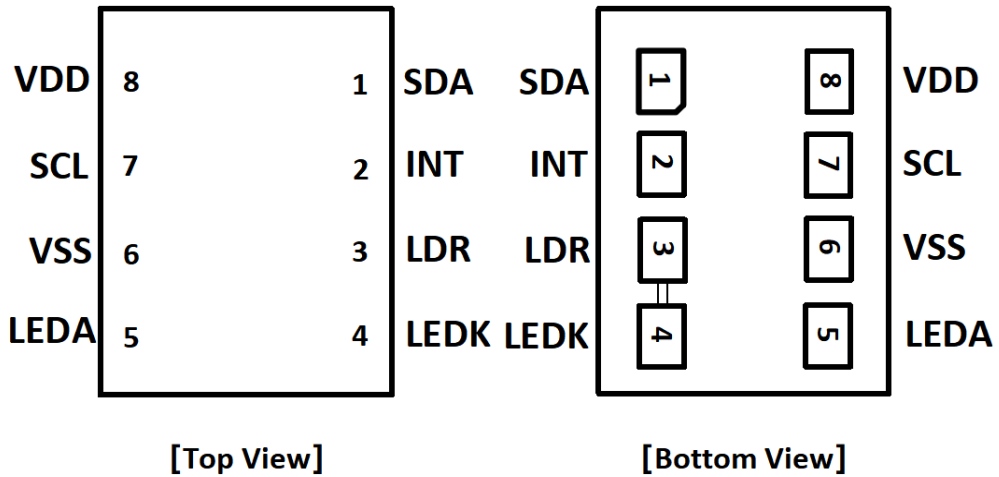 VDD 8 1 SDA SDA 1 8 VDD
SCL 7 2 INT INT 2 7 SCL
VSS 6 3 LDR LDR 3 6 VSS
LEDA 5 4 LEDK LEDK 4 5 LEDA
[Top View] [Bottom View]